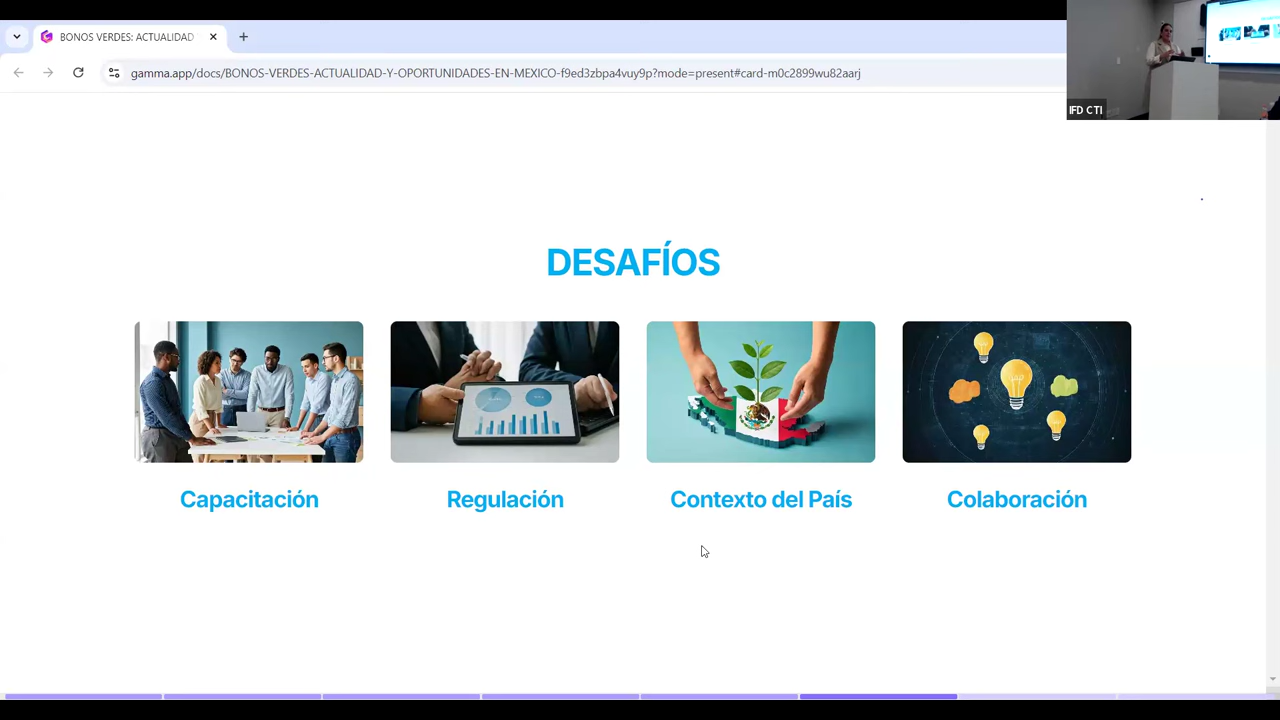 BONOS VERDES: ACTUALIDAD
gamma.app/docs/BONOS-VERDES-ACTUALIDAD-Y-OPORTUNIDADES-EN-MEXICO-f9ed3zbpa4vuy9p?mode=present#card-m0c2899wu82aarj
IFD CTI
DESAFÍOS
Capacitación
Regulación
Contexto del País
Colaboración